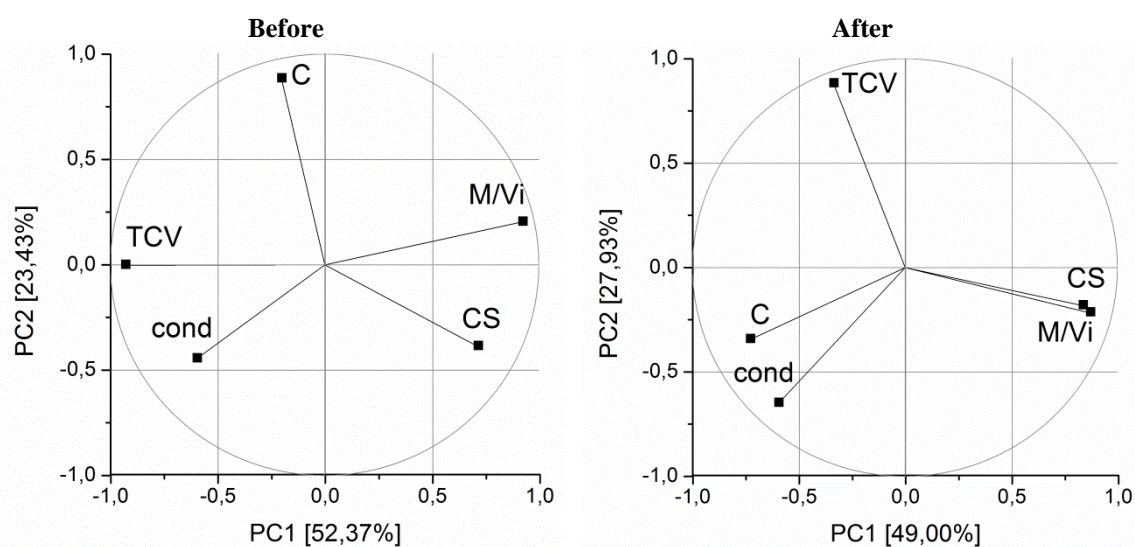 Before
1,0
C
0,5
M/Vi
TCV
0,0
cond
CS
-0,5
-1,0
-1,0 -0,5 0,0 0,5 1,0
PC1 [52,37%]
PC2 [23,43%]
After
1,0
TCV
0,5
0,0
CS
C
M/Vi
cond
-0,5
-1,0
-1,0 -0,5 0,0 0,5 1,0
PC1 [49,00%]
PC2 [27,93%]